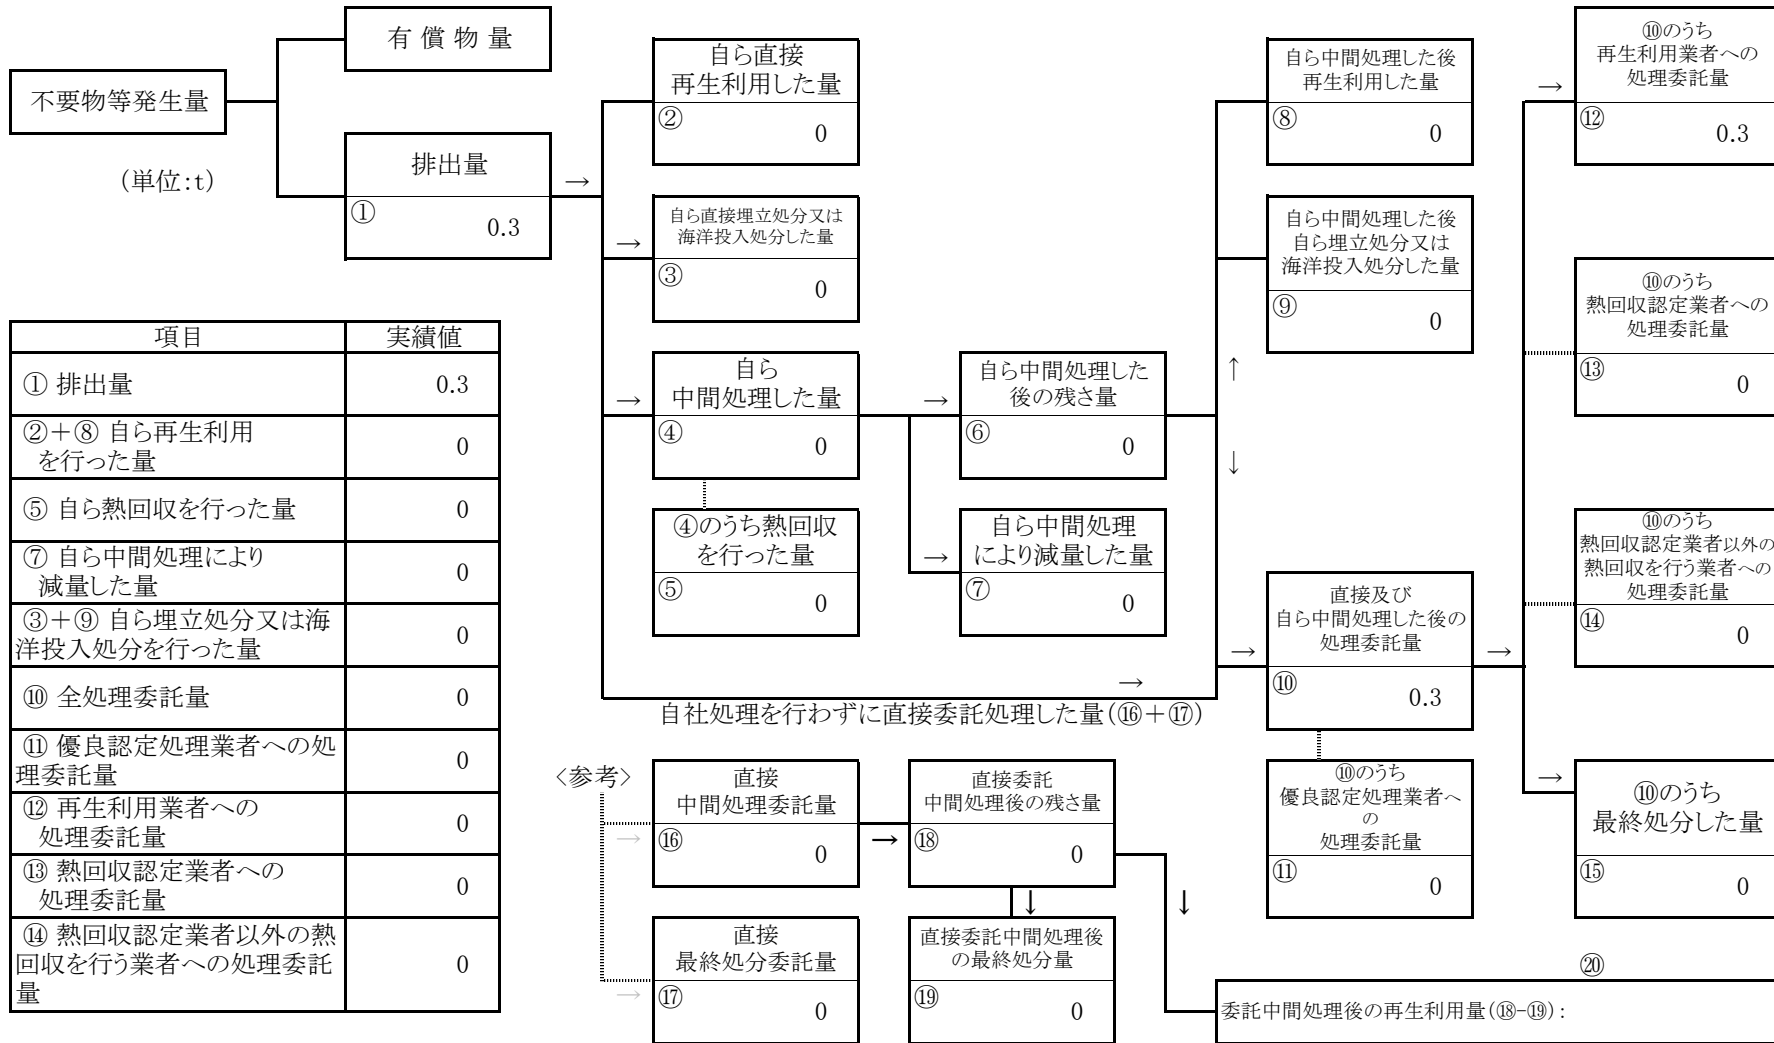 有 償 物 量
不要物等発生量
(単位:t)
排出量
→
①
0.3
自ら直接
再生利用した量
②
0
自ら直接埋立処分又は
海洋投入処分した量
→
③
0
自ら
中間処理した量
→
④
0
④のうち熱回収
を行った量
⑤
0
自ら中間処理した
後の残さ量
→
⑥
0
自ら中間処理
により減量した量
→
⑦
0
自ら中間処理した後
再生利用した量
⑧
0
自ら中間処理した後
自ら埋立処分又は
海洋投入処分した量
⑨
0
↑
↓
直接及び
自ら中間処理した後の
処理委託量
→
⑩
0.3
→
自社処理を行わずに直接委託処理した量(⑯+⑰)
⑩のうち
優良認定処理業者へ
の
処理委託量
⑪
0
→
→
⑩のうち
再生利用業者への
処理委託量
⑫
0.3
⑩のうち
熱回収認定業者への
処理委託量
⑬
0
⑩のうち
熱回収認定業者以外の
熱回収を行う業者への
処理委託量
⑭
0
→
⑩のうち
最終処分した量
⑮
0
項目 実績値
① 排出量 0.3
②+⑧ 自ら再生利用
を行った量 0
⑤ 自ら熱回収を行った量 0
⑦ 自ら中間処理により
減量した量 0
③+⑨ 自ら埋立処分又は海
洋投入処分を行った量 0
⑩ 全処理委託量 0
⑪ 優良認定処理業者への処
理委託量 0
⑫ 再生利用業者への
処理委託量 0
⑬ 熱回収認定業者への
処理委託量 0
⑭ 熱回収認定業者以外の熱
回収を行う業者への処理委託
量 0
〈参考〉
直接
中間処理委託量
→
⑯
0
→
直接委託
中間処理後の残さ量
⑱
0
↓
↓
直接
最終処分委託量
→
⑰
0
直接委託中間処理後
の最終処分量
⑲
0
⑳
委託中間処理後の再生利用量(⑱-⑲):